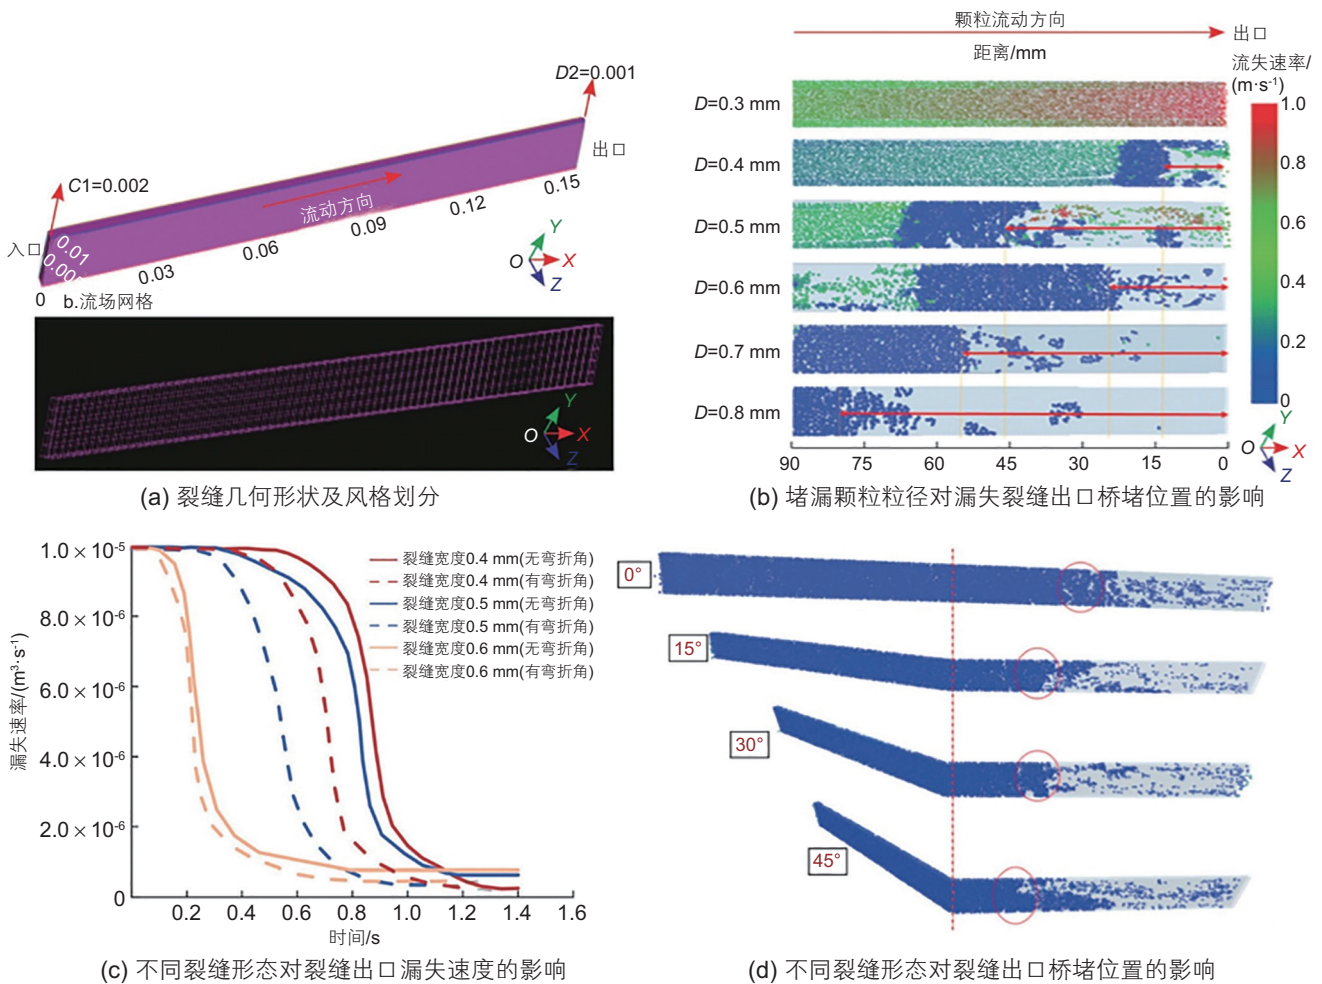 D2=0.001
出口
C1=0.002
流动方向
入口
0.01
0.00
0
0.03
0.06
0.09
0.12
0.15
Y
O
X
Z
b.流场网格
Y
O
X
Z
(a) 裂缝几何形状及风格划分
颗粒流动方向
出口
距离/mm
流失速率/
(m·s-1)
D=0.3 mm
D=0.4 mm
D=0.5 mm
D=0.6 mm
D=0.7 mm
D=0.8 mm
1.0
0.8
0.6
0.4
0.2
0
90
75
60
45
30
15
0
Y
O
X
Z
(b) 堵漏颗粒粒径对漏失裂缝出口桥堵位置的影响
漏失速率/(m3·s-1)
1.0 × 10-5
8.0 × 10-6
6.0 × 10-6
4.0 × 10-6
2.0 × 10-6
0
0.2
0.4
0.6
0.8
1.0
1.2
1.4
1.6
时间/s
裂缝宽度0.4 mm(无弯折角)
裂缝宽度0.4 mm(有弯折角)
裂缝宽度0.5 mm(无弯折角)
裂缝宽度0.5 mm(有弯折角)
裂缝宽度0.6 mm(无弯折角)
裂缝宽度0.6 mm(有弯折角)
(c) 不同裂缝形态对裂缝出口漏失速度的影响
0°
15°
30°
45°
(d) 不同裂缝形态对裂缝出口桥堵位置的影响